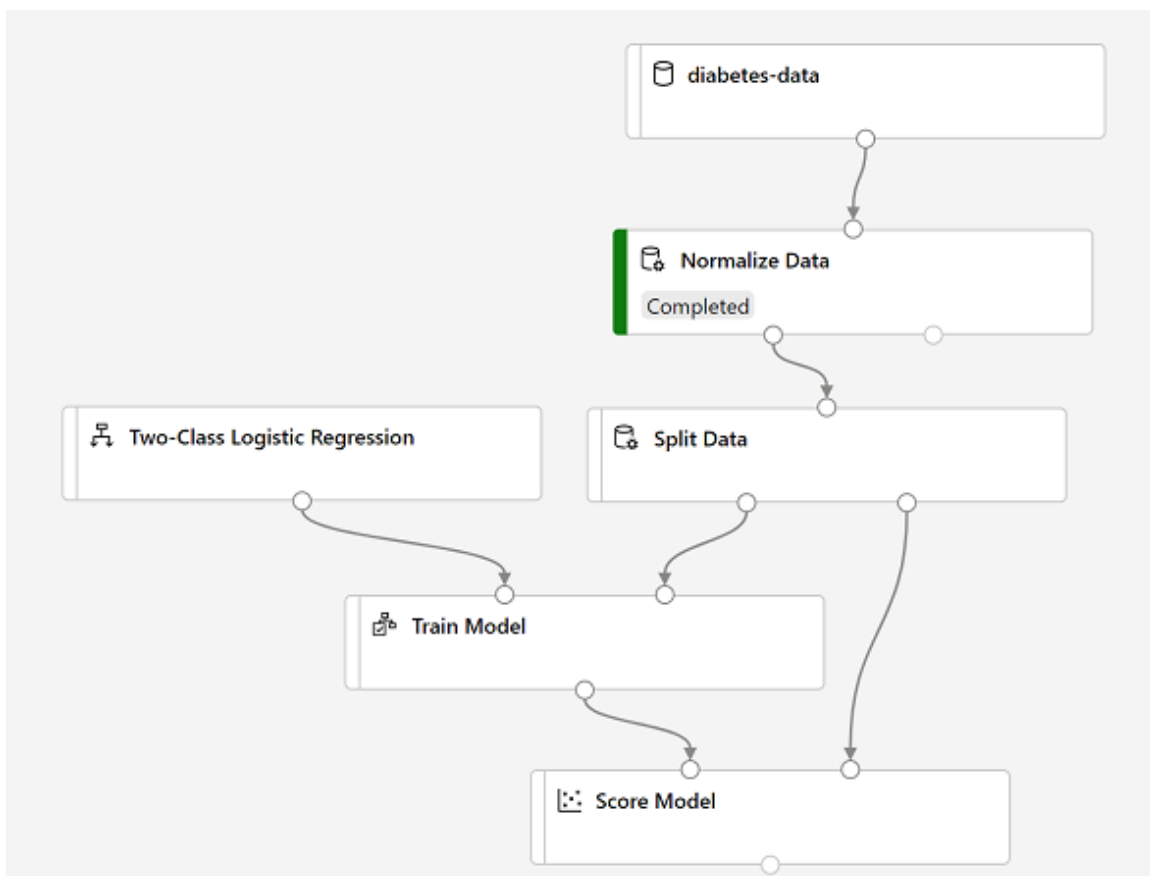 diabetes-data
Normalize Data
Completed
Two-Class Logistic Regression
Split Data
Train Model
Score Model